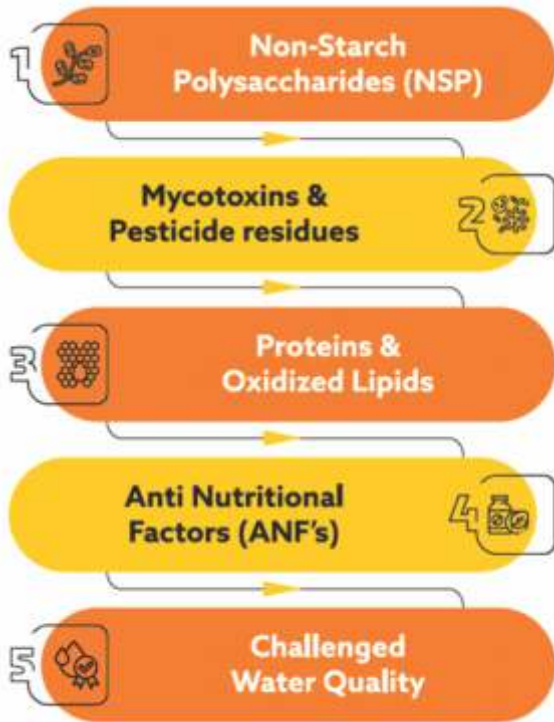 1
Non-Starch
Polysaccharides (NSP)
Mycotoxins &
Pesticide residues
2
3
Proteins &
Oxidized Lipids
Anti Nutritional
Factors (ANF's)
4
5
Challenged
Water Quality